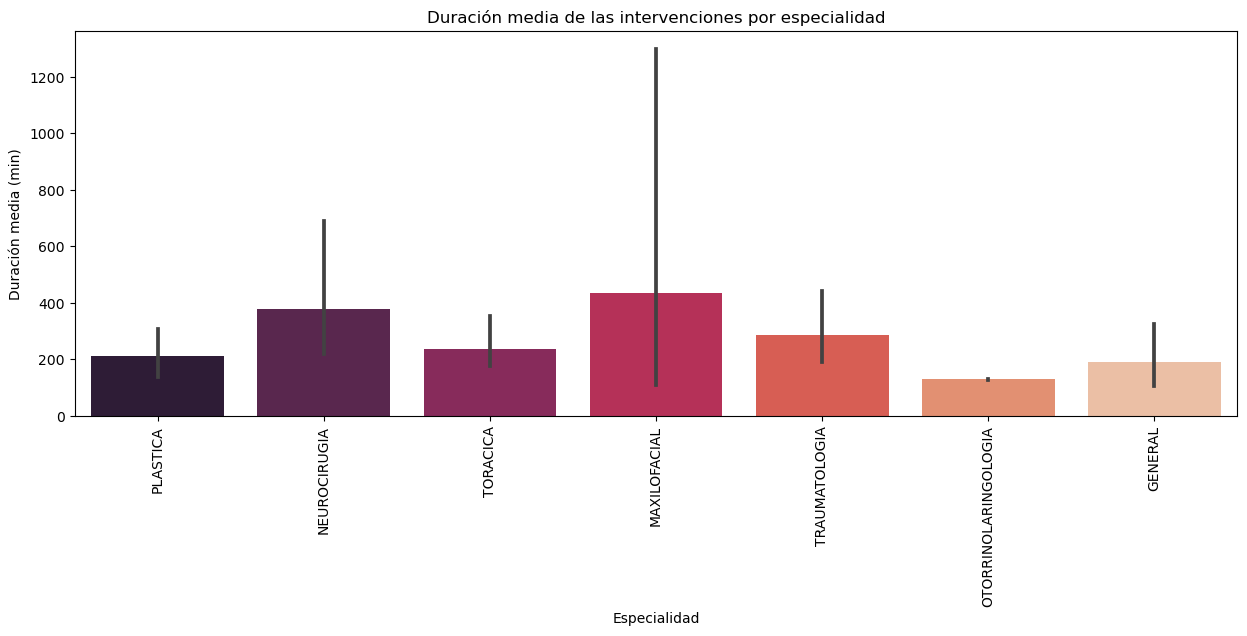 Duración media de las intervenciones por especialidad
Duración media (min)
1200
1000
800
600
400
200
0
PLASTICA
NEUROCIRUGIA
TORACICA
MAXILOFACIAL
TRAUMATOLOGIA
OTORRINOLARINGOLOGIA
GENERAL
Especialidad